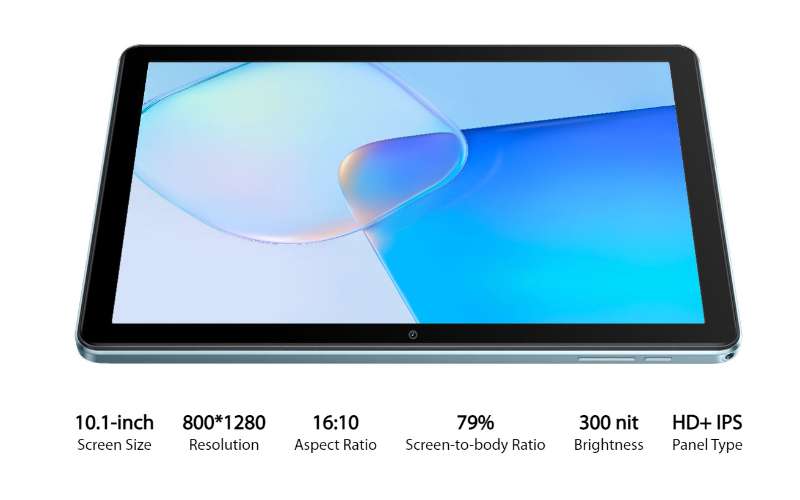 10.1-inch 800*1280 16:10 79% 300 nit HD+ IPS
Screen Size Resolution Aspect Ratio Screen-to-body Ratio Brightness Panel Type